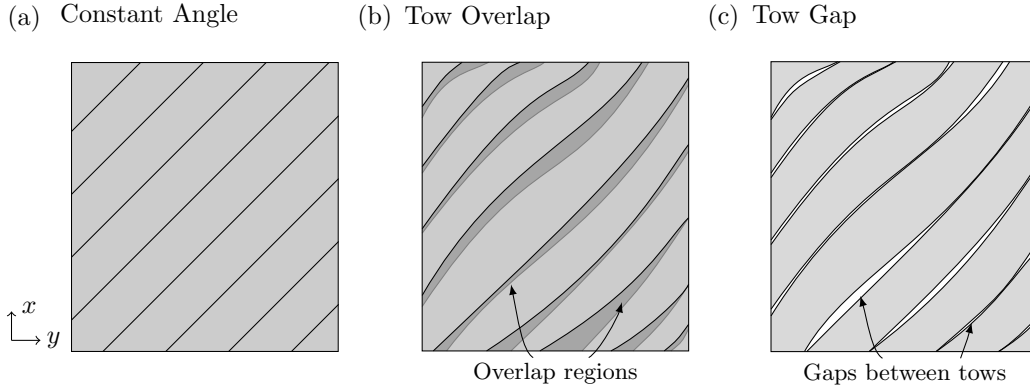 (a) Constant Angle
(b) Tow Overlap
(c) Tow Gap
x
y
Overlap regions
Gaps between tows